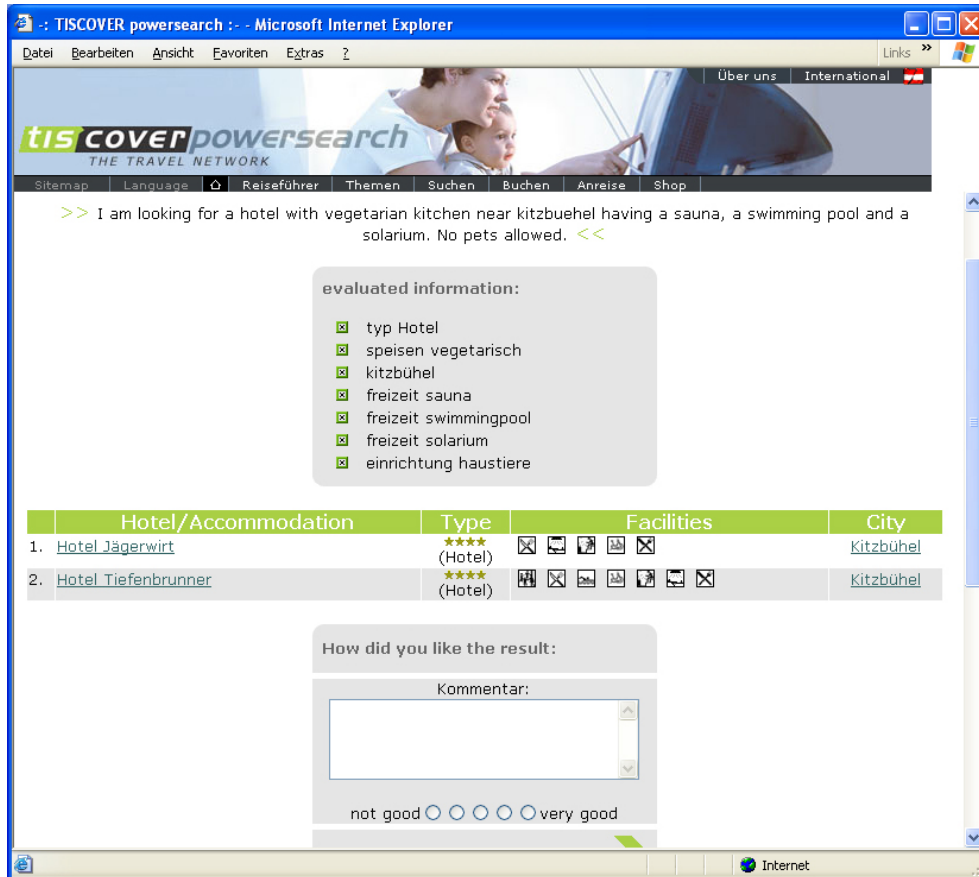 -: TISCOVER powersearch :- - Microsoft Internet Explorer
Datei Bearbeiten Ansicht Favoriten Extras ? Links »
Über uns | International
tiscoverpowersearch
THE TRAVEL NETWORK
Sitemap | Language | Reiseführer | Themen | Suchen | Buchen | Anreise | Shop |
>> I am looking for a hotel with vegetarian kitchen near kitzbuehel having a sauna, a swimming pool and a
solarium. No pets allowed. <<
evaluated information:
typ Hotel
speisen vegetarisch
kitzbühel
freizeit sauna
freizeit swimmingpool
freizeit solarium
einrichtung haustiere
Hotel/Accommodation Type Facilities City
1. Hotel Jägerwirt ★★★★ Kitzbühel
(Hotel)
2. Hotel Tiefenbrunner ★★★★ Kitzbühel
(Hotel)
How did you like the result:
Kommentar:
not good very good
Internet